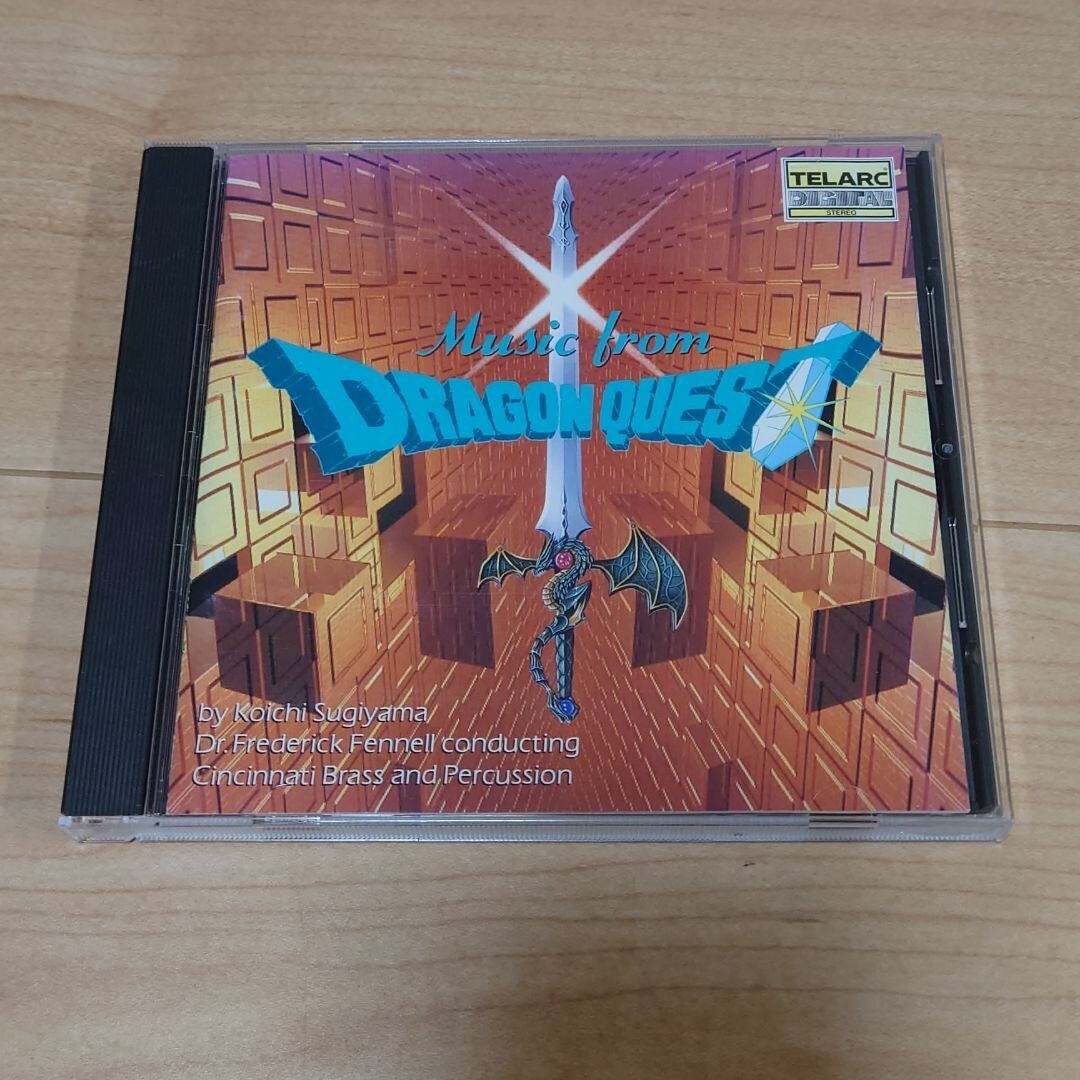 TELARC
DIGITAL
STEREO
Music from
DRAGON QUEST
by Koichi Sugiyama
Dr. Frederick Fennell conducting
Cincinnati Brass and Percussion